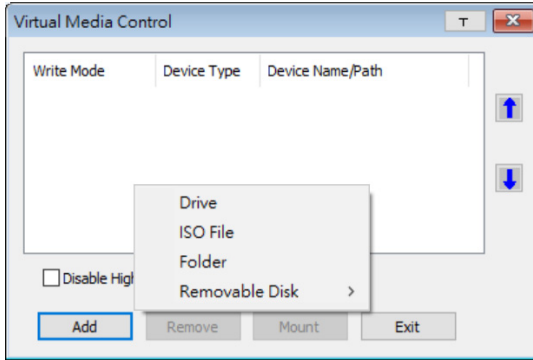 Virtual Media Control
Write Mode Device Type Device Name/Path
Drive
ISO File
Folder
Removable Disk
Disable High
Add Remove Mount Exit